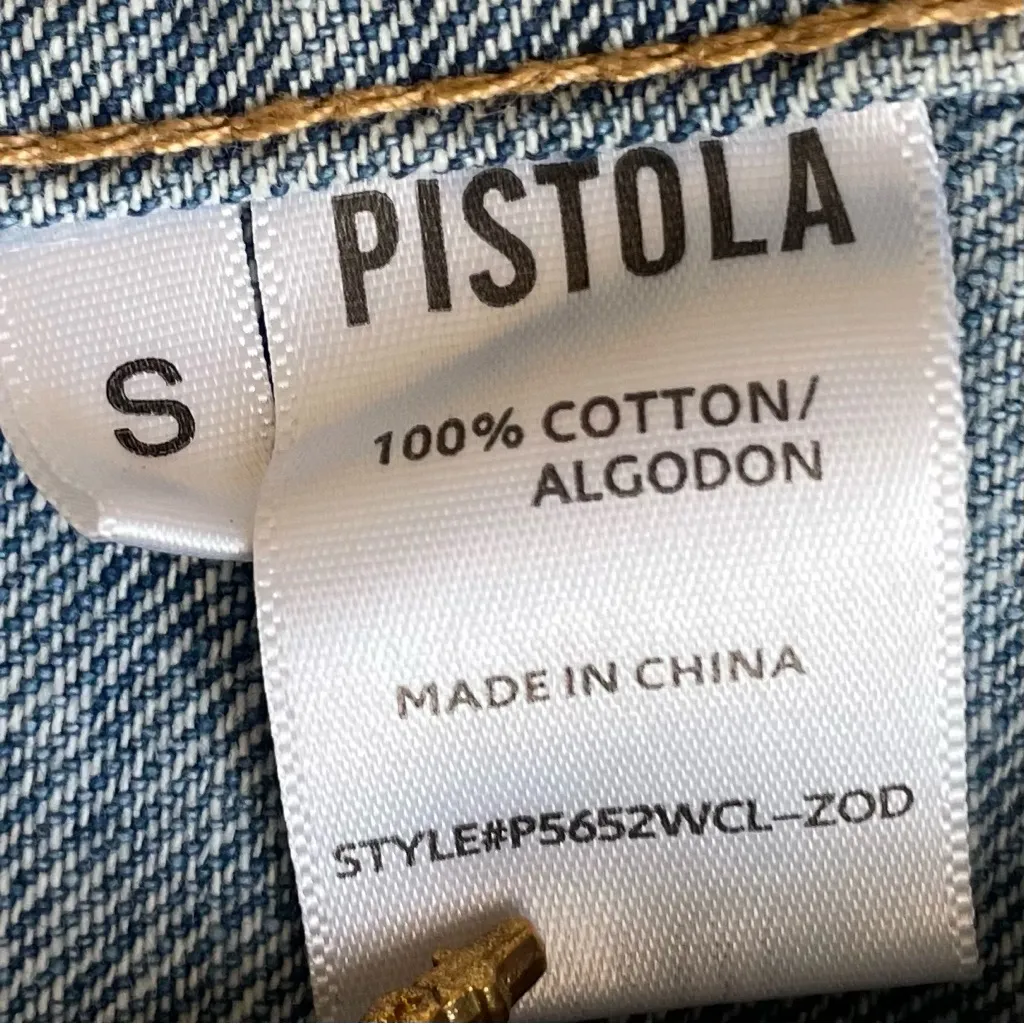 PISTOLA
S
100% COTTON/
ALGODON
MADE IN CHINA
STYLE#P5652WCL-ZOD